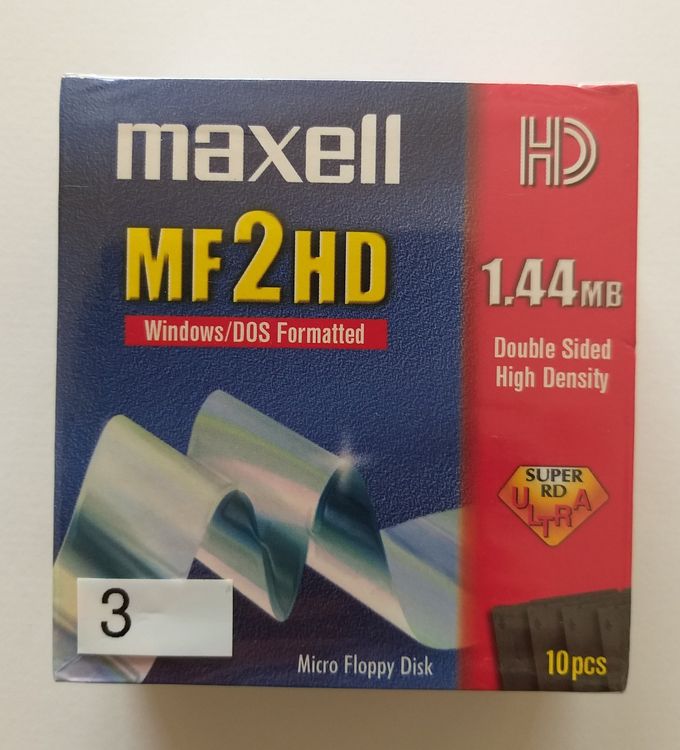 maxell
MF2HD
Windows/DOS Formatted
HD
1.44MB
Double Sided
High Density
SUPER
RD
ULTRA
3
Micro Floppy Disk
10pcs